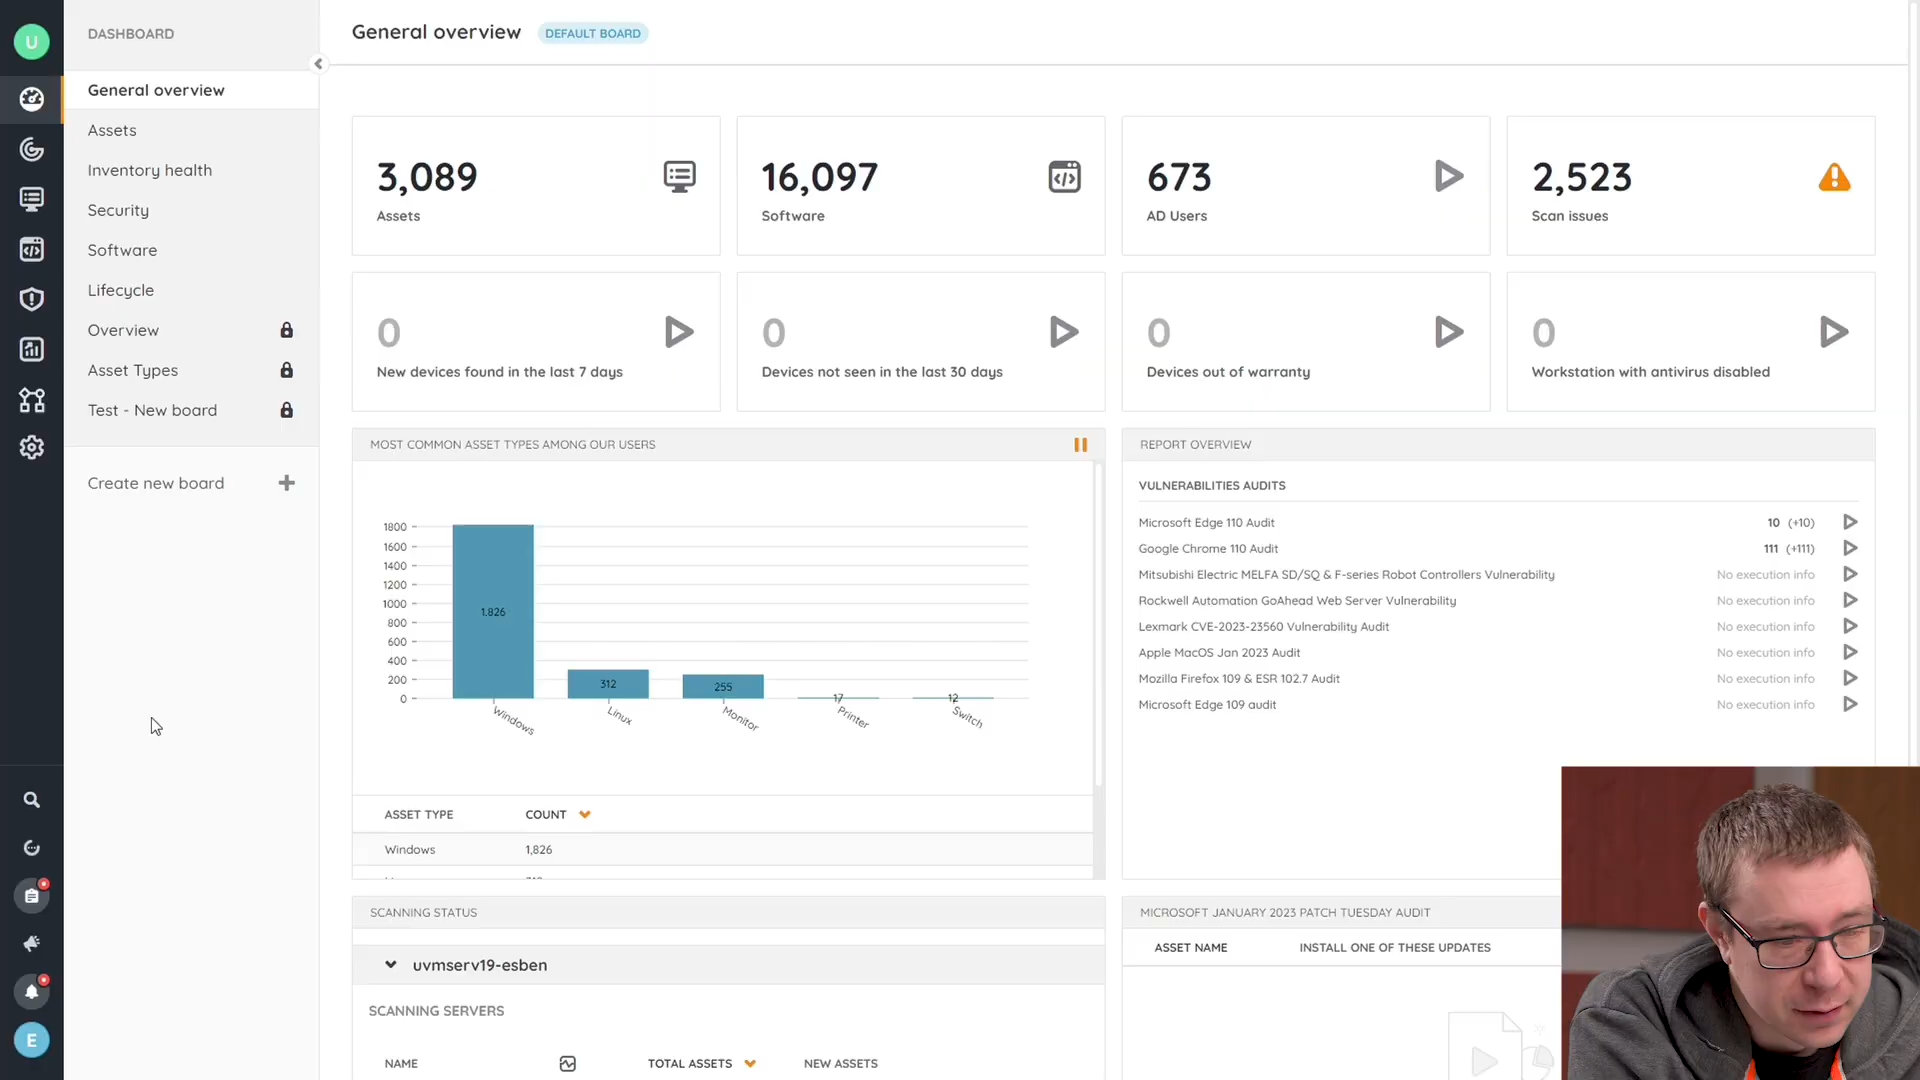 U
DASHBOARD
General overview
Assets
Inventory health
Security
Software
Lifecycle
Overview
Asset Types
Test - New board
Create new board
E
General overview
DEFAULT BOARD
3,089
Assets
16,097
Software
673
AD Users
2,523
Scan issues
0
New devices found in the last 7 days
0
Devices not seen in the last 30 days
0
Devices out of warranty
0
Workstation with antivirus disabled
MOST COMMON ASSET TYPES AMONG OUR USERS
1800
1600
1400
1200
1000
800
600
400
200
0
1.826
312
255
17
12
Windows
Linux
Monitor
Printer
Switch
ASSET TYPE COUNT
Windows 1,826
REPORT OVERVIEW
VULNERABILITIES AUDITS
Microsoft Edge 110 Audit 10 (+10)
Google Chrome 110 Audit 111 (+111)
Mitsubishi Electric MELFA SD/SQ & F-series Robot Controllers Vulnerability No execution info
Rockwell Automation GoAhead Web Server Vulnerability No execution info
Lexmark CVE-2023-23560 Vulnerability Audit No execution info
Apple MacOS Jan 2023 Audit No execution info
Mozilla Firefox 109 & ESR 102.7 Audit No execution info
Microsoft Edge 109 audit No execution info
SCANNING STATUS
uvmserv19-esben
SCANNING SERVERS
NAME TOTAL ASSETS NEW ASSETS
MICROSOFT JANUARY 2023 PATCH TUESDAY AUDIT
ASSET NAME INSTALL ONE OF THESE UPDATES